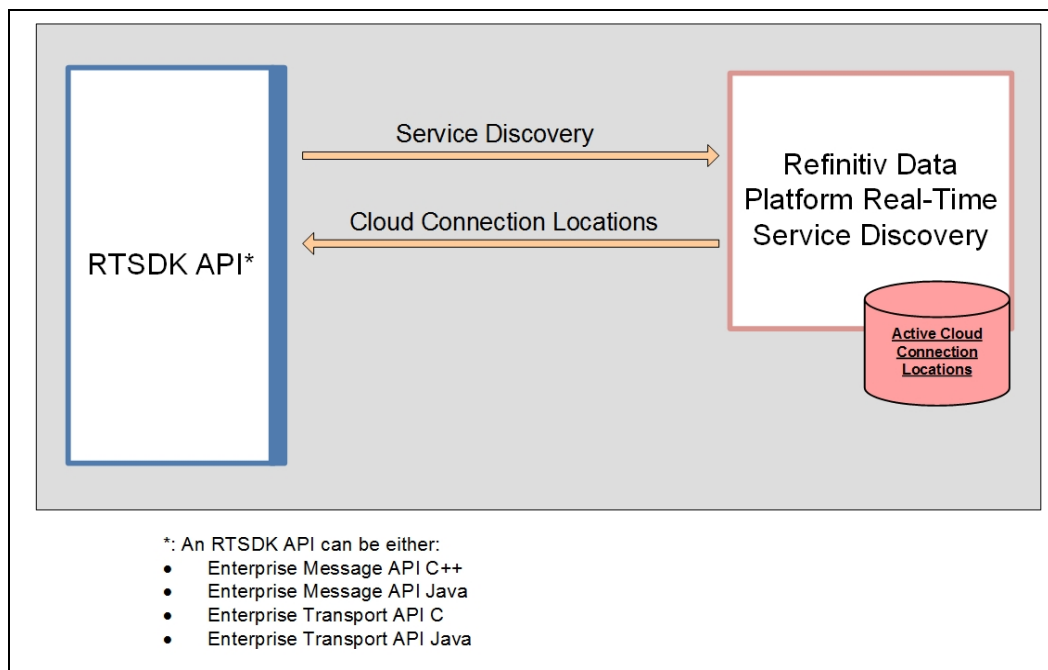 Service Discovery
Cloud Connection Locations
RTSDK API*
Refinitiv Data
Platform Real-Time
Service Discovery
Active Cloud
Connection
Locations
*: An RTSDK API can be either:
• Enterprise Message API C++
• Enterprise Message API Java
• Enterprise Transport API C
• Enterprise Transport API Java